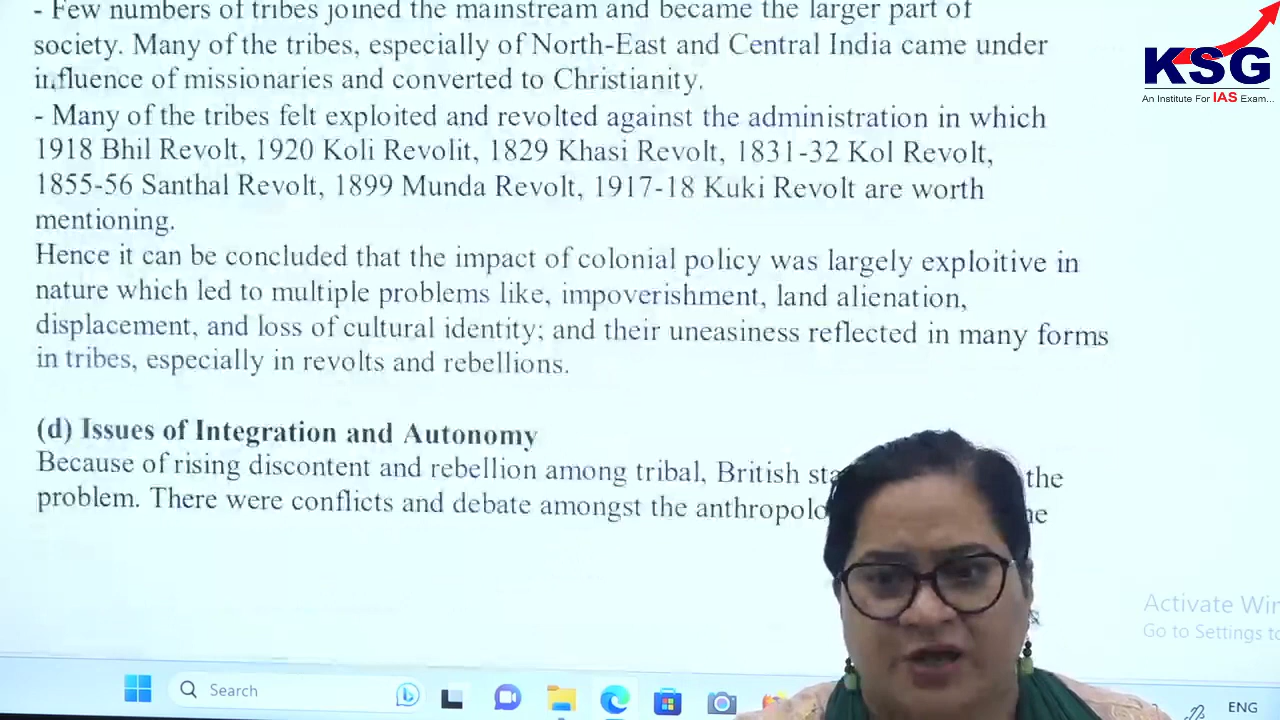 - Few numbers of tribes joined the mainstream and became the larger part of
society. Many of the tribes, especially of North-East and Central India came under
influence of missionaries and converted to Christianity.
- Many of the tribes felt exploited and revolted against the administration in which
1918 Bhil Revolt, 1920 Koli Revolit, 1829 Khasi Revolt, 1831-32 Kol Revolt,
1855-56 Santhal Revolt, 1899 Munda Revolt, 1917-18 Kuki Revolt are worth
mentioning.
Hence it can be concluded that the impact of colonial policy was largely exploitive in
nature which led to multiple problems like, impoverishment, land alienation,
displacement, and loss of cultural identity; and their uneasiness reflected in many forms
in tribes, especially in revolts and rebellions.
(d) Issues of Integration and Autonomy
Because of rising discontent and rebellion among tribal, British the
problem. There were conflicts and debate amongst the
KSG
An Institute For IAS Exam...
Activate
Go to Settings
Search
ENG